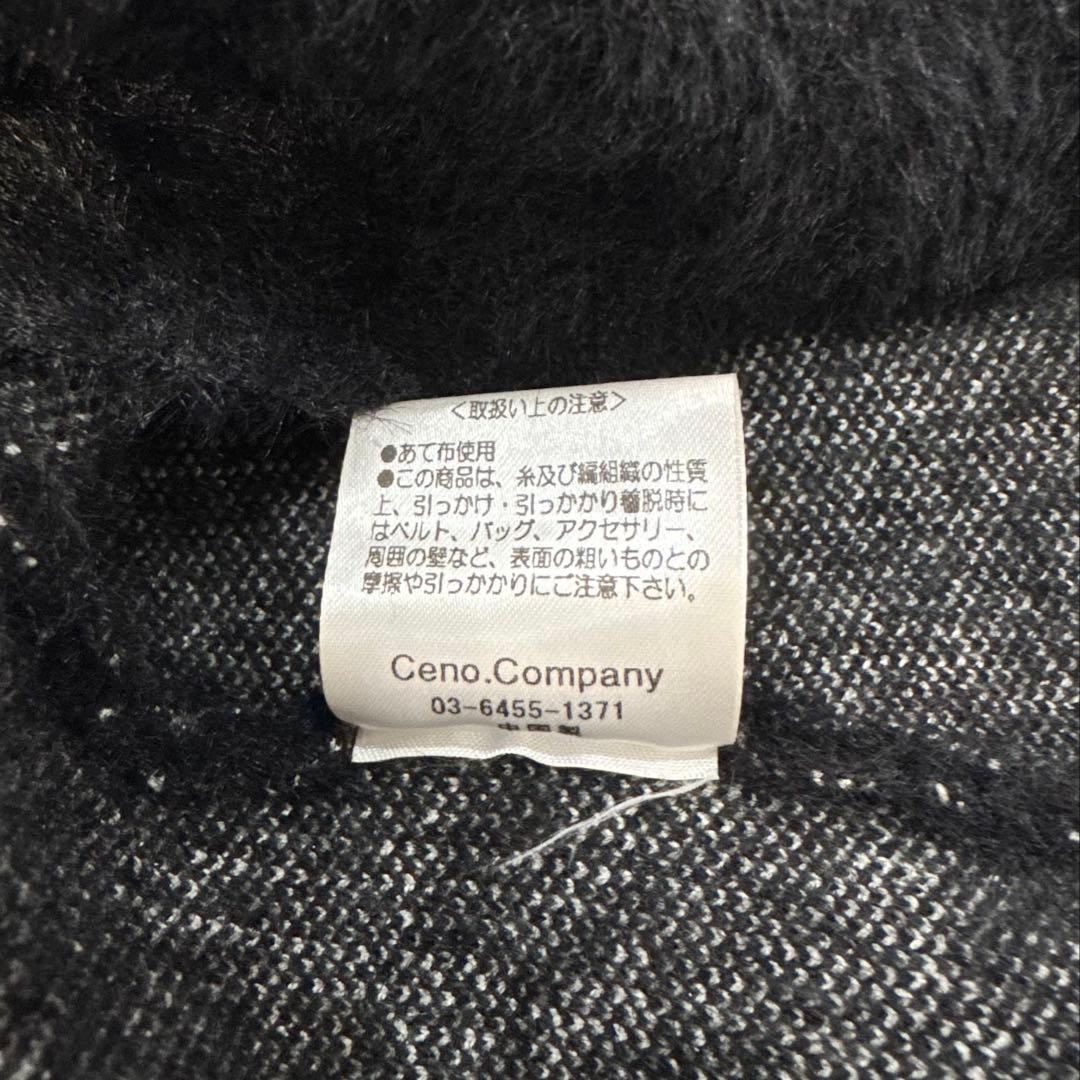 <取扱い上の注意>
●あて布使用
●この商品は、糸及び編組織の性質
上、引っかけ・引っかかり着脱時に
はベルト、バッグ、アクセサリー、
周囲の壁など、表面の粗いものとの
摩擦や引っかかりにご注意下さい。
Ceno.Company
03-6455-1371
中国製